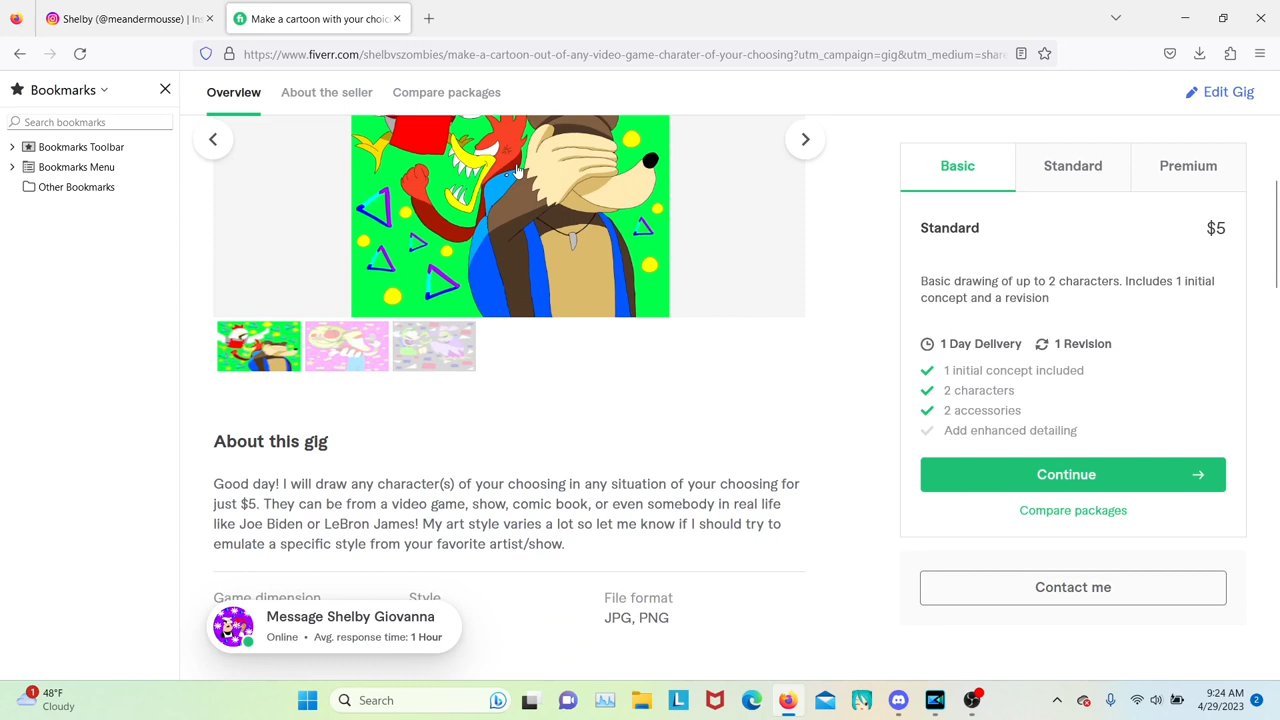 Shelby (@meandermousse) | Ins
Make a cartoon with your choic
https://www.fiverr.com/shelbvszombies/make-a-cartoon-out-of-any-video-game-charater-of-your-choosing?utm_campaign=gig&utm_medium=share
Bookmarks
Search bookmarks
Bookmarks Toolbar
Bookmarks Menu
Other Bookmarks
Overview
About the seller
Compare packages
Edit Gig
Basic
Standard
Premium
Standard
$5
Basic drawing of up to 2 characters. Includes 1 initial
concept and a revision
1 Day Delivery
1 Revision
1 initial concept included
2 characters
2 accessories
Add enhanced detailing
Continue
Compare packages
Contact me
About this gig
Good day! I will draw any character(s) of your choosing in any situation of your choosing for
just $5. They can be from a video game, show, comic book, or even somebody in real life
like Joe Biden or LeBron James! My art style varies a lot so let me know if I should try to
emulate a specific style from your favorite artist/show.
Game dimension
Style
File format
JPG, PNG
Message Shelby Giovanna
Online • Avg. response time: 1 Hour
1
48°F
Cloudy
Search
9:24 AM
4/29/2023
2